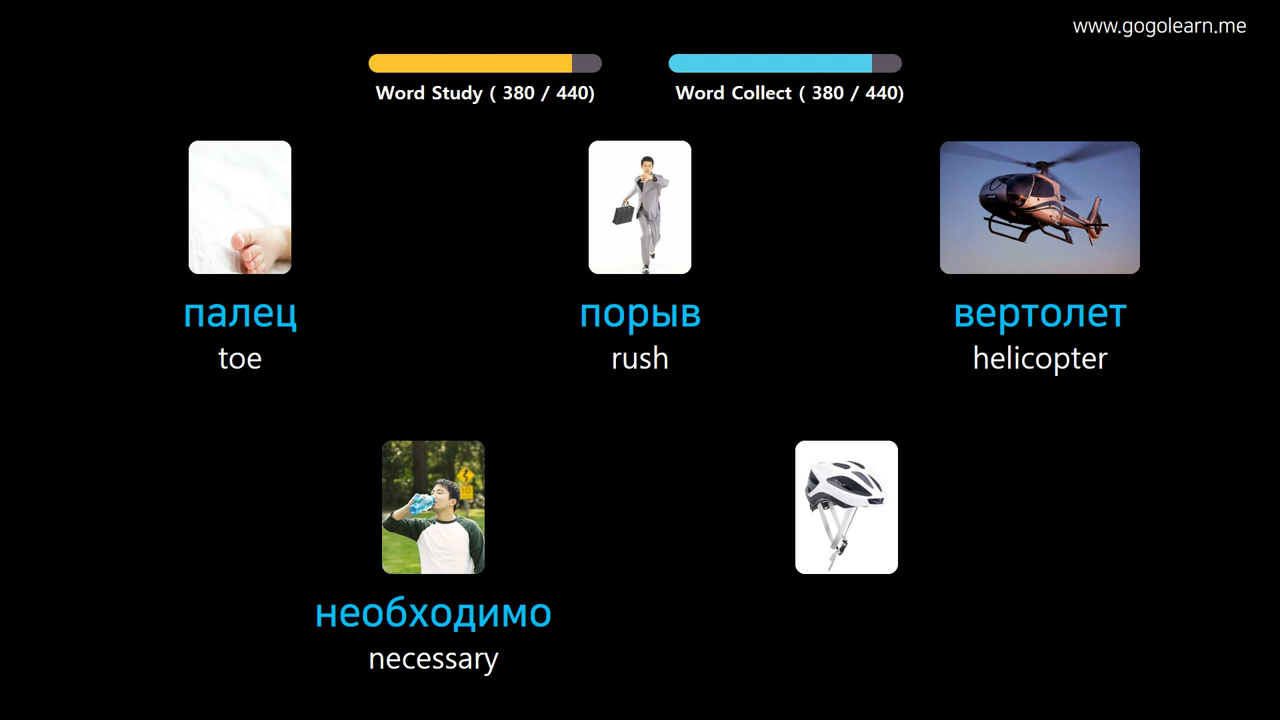 www.gogolearn.me
Word Study ( 380 / 440)
Word Collect ( 380 / 440)
палец
toe
порыв
rush
вертолет
helicopter
необходимо
necessary